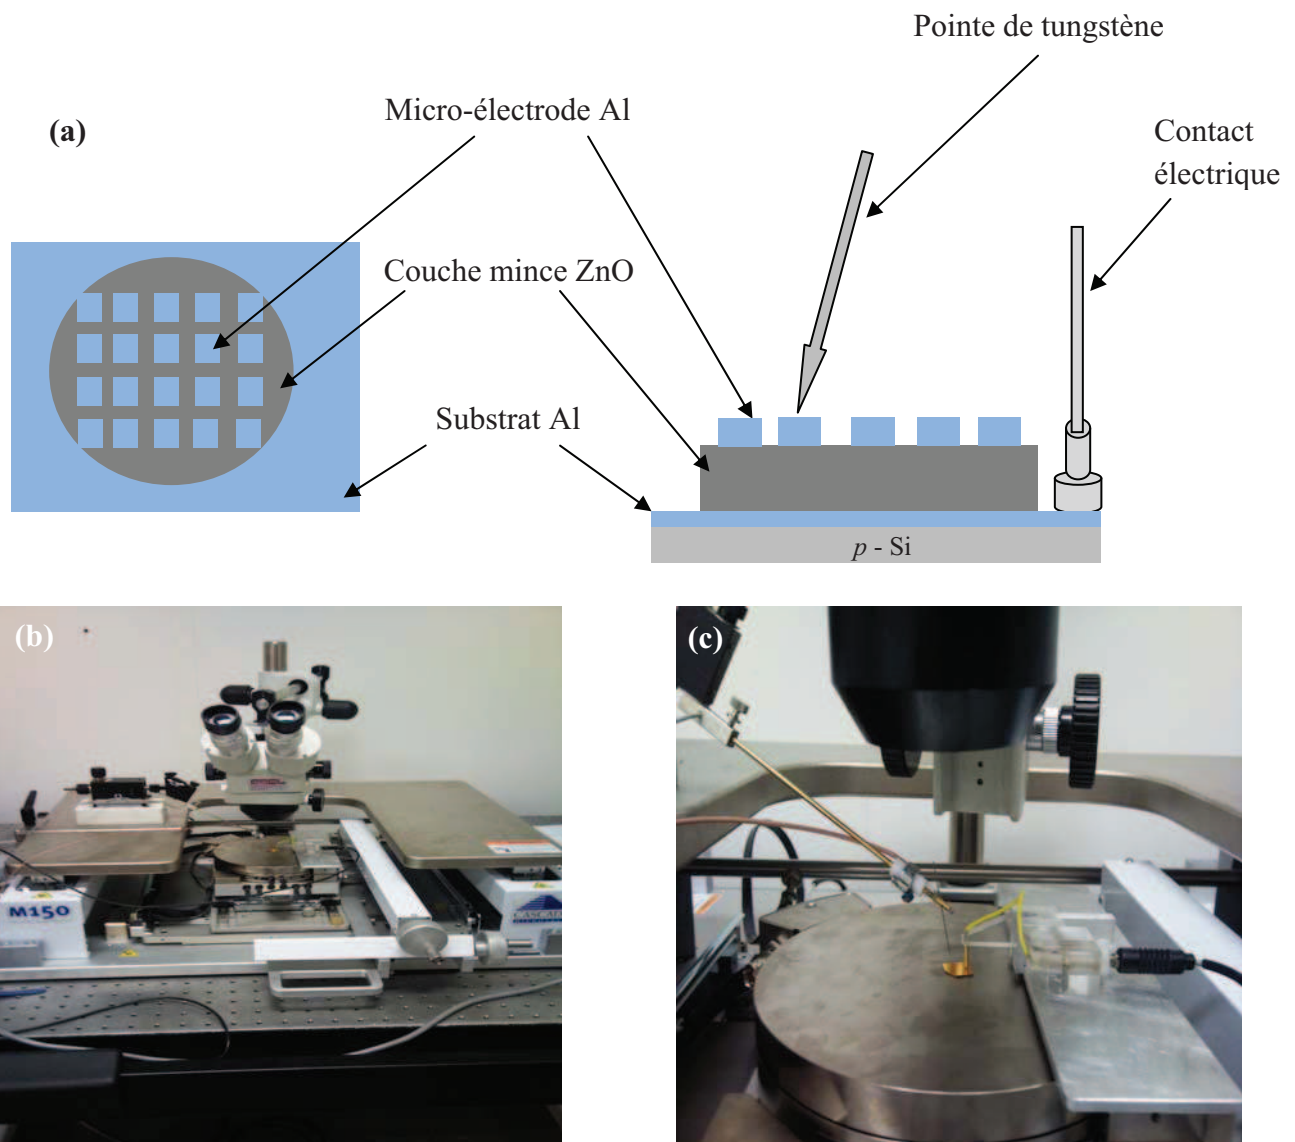 Pointe de tungstène
Micro-électrode Al
(a)
Contact
électrique
Couche mince ZnO
Substrat Al
p - Si
(b)
(c)
M150